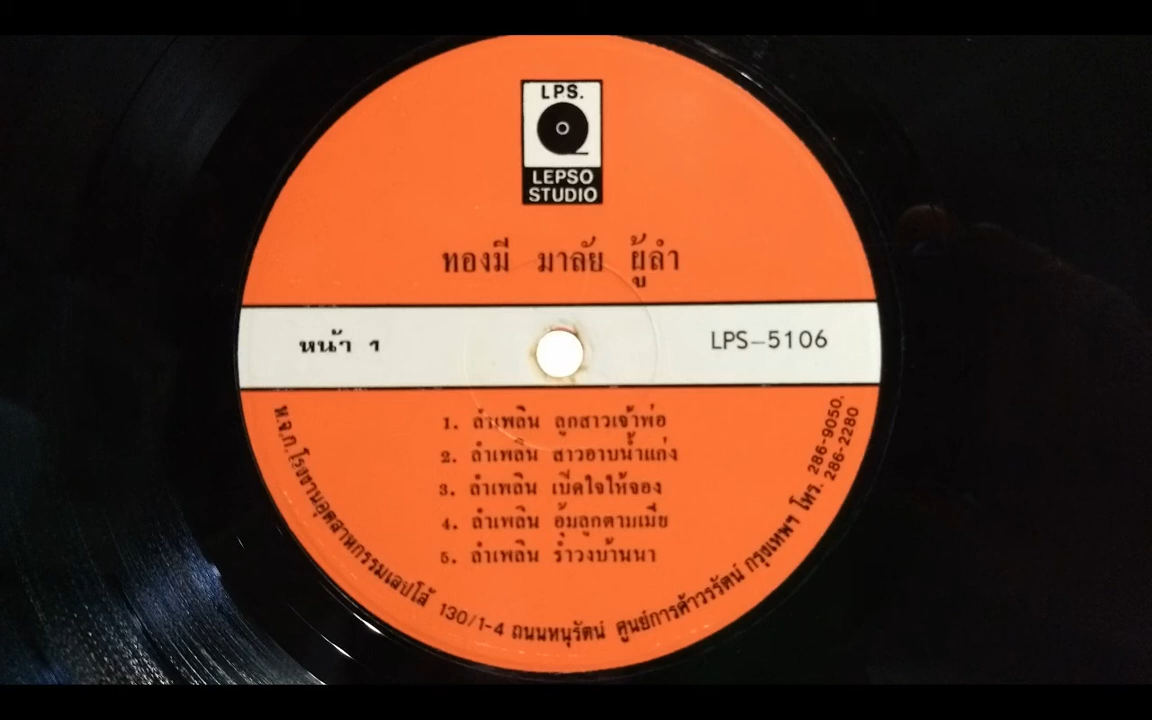 LPS.
LEPSO
STUDIO
ทองมี มาลัย ผู้ลำ
หน้า 1
LPS-5106
1. ลำเพลิน ลูกสาวเจ้าพ่อ
2. ลำเพลิน สาวอาบน้ำแก่ง
3. ลำเพลิน เบิ่ดใจให้จอง
4. ลำเพลิน อุ้มลูกตามเมีย
5. ลำเพลิน รำวงบ้านนา
ห.จ.ก. โรงงานอุตสาหกรรมเลปโส้ 130/1-4 ถนนหนุรัตน์ ศูนย์การค้าวรรัตน์ กรุงเทพฯ โทร. 286-9050.
286-2280